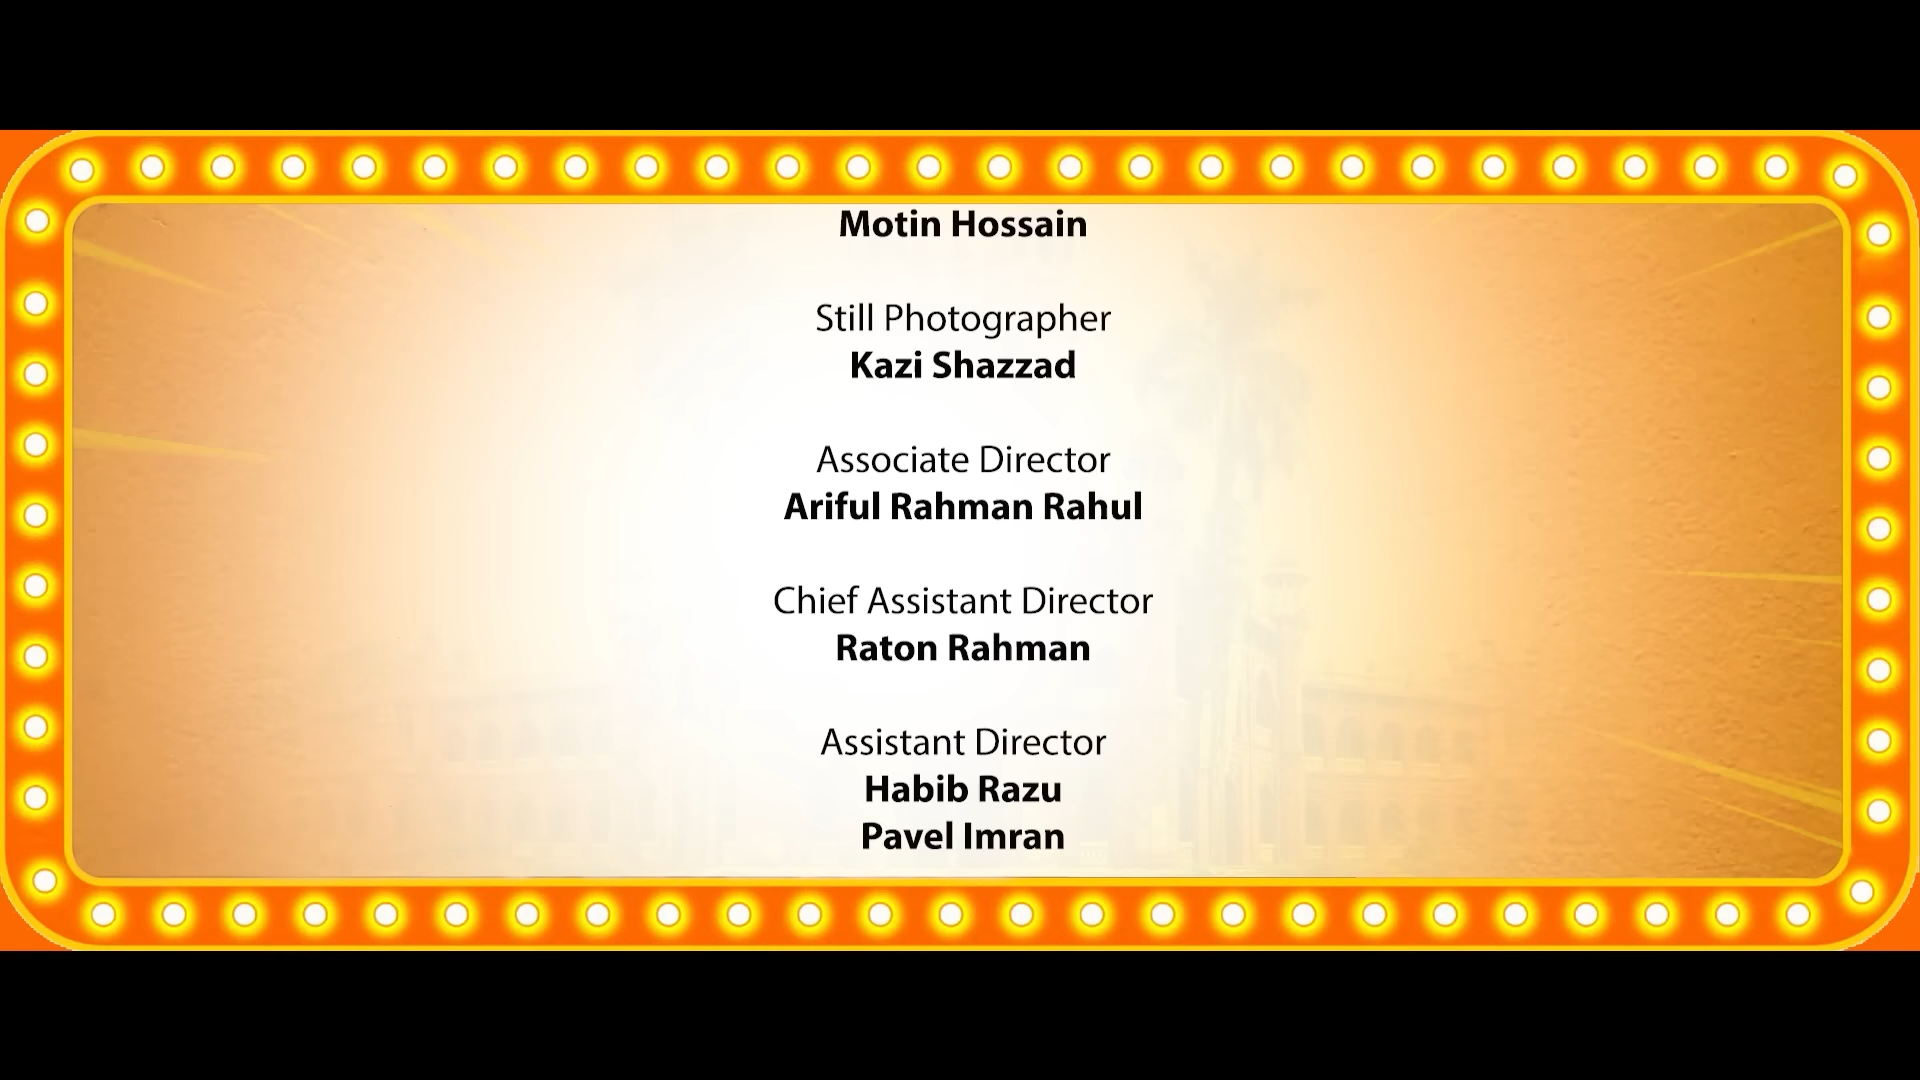 Motin Hossain
Still Photographer
Kazi Shazzad
Associate Director
Ariful Rahman Rahul
Chief Assistant Director
Raton Rahman
Assistant Director
Habib Razu
Pavel Imran